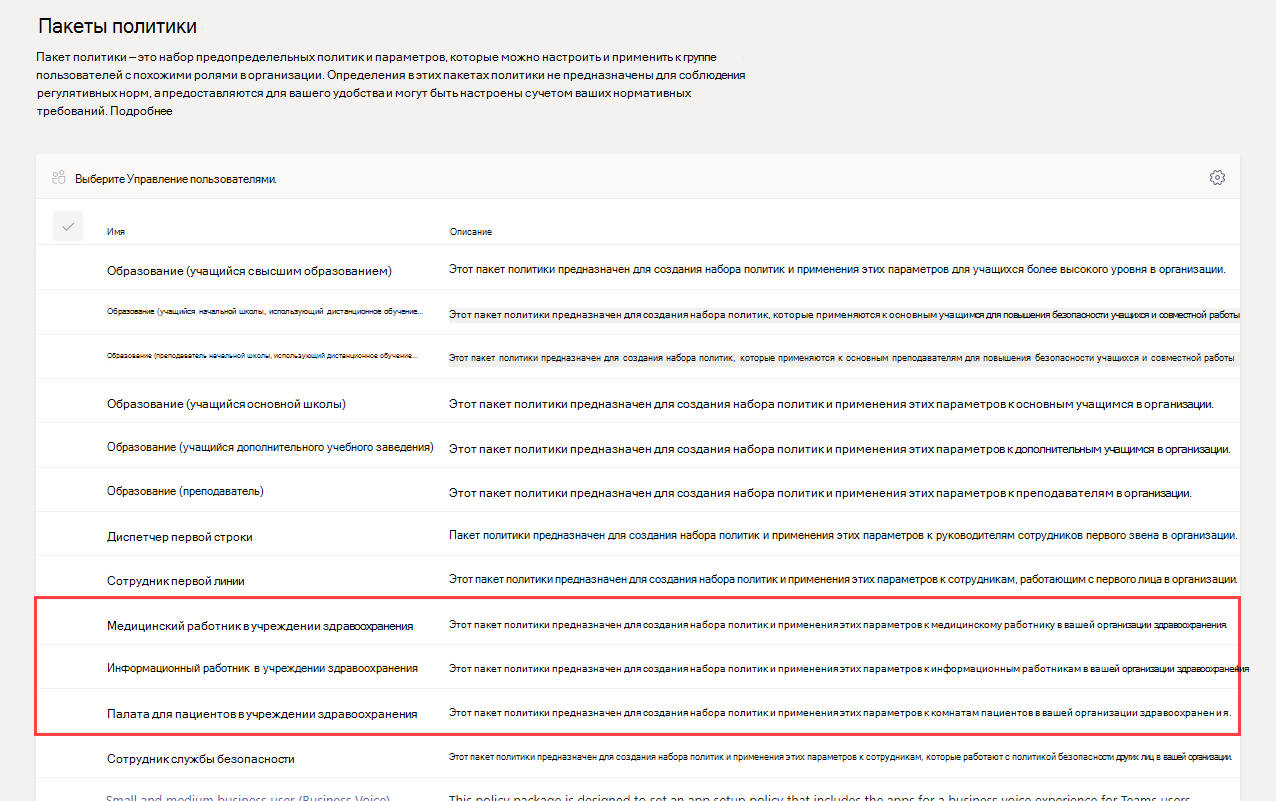 Пакеты политики
Пакет политики – это набор предопределельных политик и параметров, которые можно настроить и применить к группе
пользователей с похожими ролями в организации. Определения в этих пакетах политики не предназначены для соблюдения
регулятивных норм, а предоставляются для вашего удобства и могут быть настроены с учетом ваших нормативных
требований. Подробнее
Выберите Управление пользователями.
Имя Описание
Образование (учащийся с высшим образованием) Этот пакет политики предназначен для создания набора политик и применения этих параметров для учащихся более высокого уровня в организации.
Образование (учащийся начальной школы, использующий дистанционное обучение... Этот пакет политики предназначен для создания набора политик, которые применяются к основным учащимся для повышения безопасности учащихся и совместной работы
Образование (преподаватель начальной школы, использующий дистанционное обучение... Этот пакет политики предназначен для создания набора политик, которые применяются к основным преподавателям для повышения безопасности учащихся и совместной работы
Образование (учащийся основной школы) Этот пакет политики предназначен для создания набора политик и применения этих параметров к основным учащимся в организации.
Образование (учащийся дополнительного учебного заведения) Этот пакет политики предназначен для создания набора политик и применения этих параметров к дополнительным учащимся в организации.
Образование (преподаватель) Этот пакет политики предназначен для создания набора политик и применения этих параметров к преподавателям в организации.
Диспетчер первой строки Пакет политики предназначен для создания набора политик и применения этих параметров к руководителям сотрудников первого звена в организации.
Сотрудник первой линии Этот пакет политики предназначен для создания набора политик и применения этих параметров к сотрудникам, работающим с первого лица в организации.
Медицинский работник в учреждении здравоохранения Этот пакет политики предназначен для создания набора политик и применения этих параметров к медицинскому работнику в вашей организации здравоохранения.
Информационный работник в учреждении здравоохранения Этот пакет политики предназначен для создания набора политик и применения этих параметров к информационным работникам в вашей организации здравоохранения
Палата для пациентов в учреждении здравоохранения Этот пакет политики предназначен для создания набора политик и применения этих параметров к комнатам пациентов в вашей организации здравоохранения.
Сотрудник службы безопасности Этот пакет политики предназначен для создания набора политик и применения этих параметров к сотрудникам, которые работают с политикой безопасности других лиц в вашей организации.
Small and medium business user (Business Voice) This policy package is designed to set an app setup policy that includes the apps for a business voice experience for Teams users